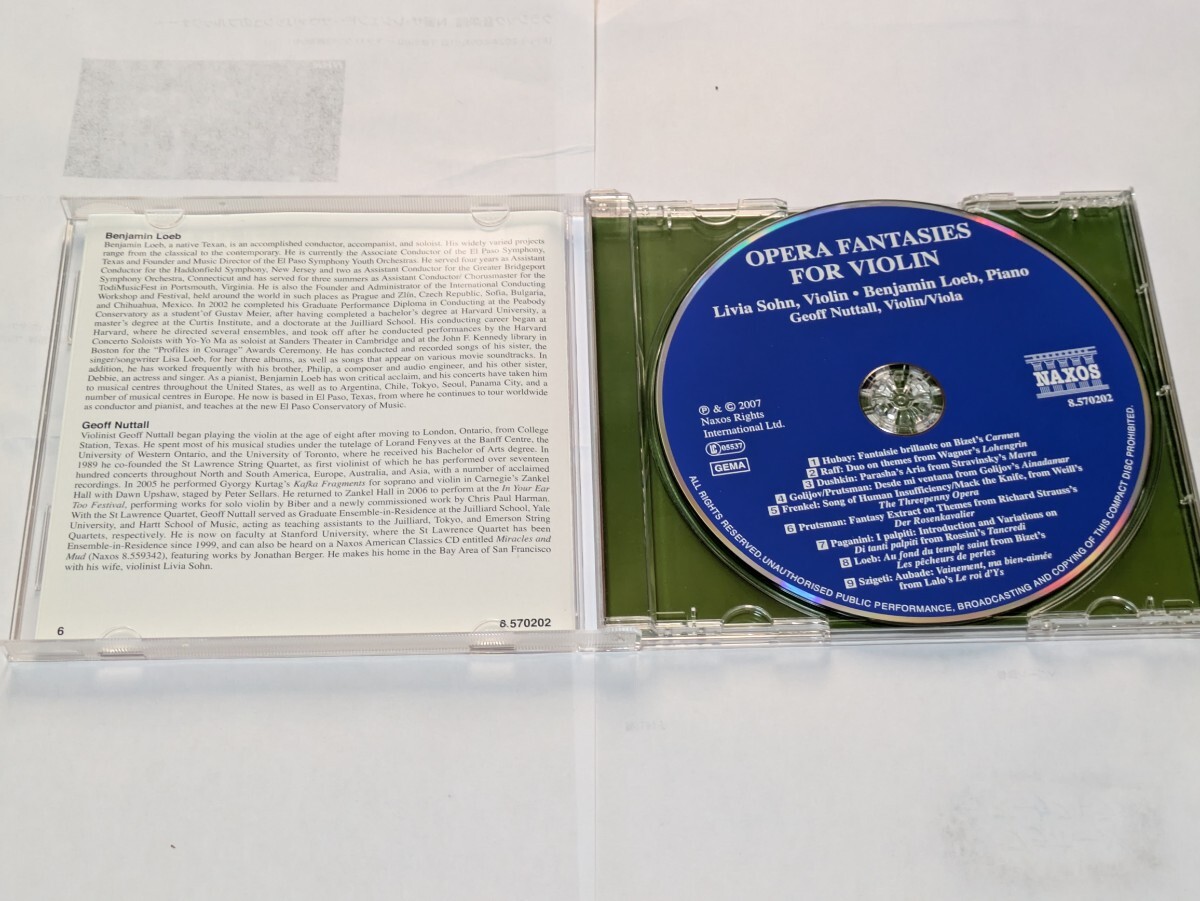 Benjamin Loeb
Benjamin Loeb, a native Texan, is an accomplished conductor, accompanist, and soloist. His widely varied projects
range from the classical to the contemporary. He is currently the Associate Conductor of the El Paso Symphony,
Texas and Founder and Music Director of the El Paso Symphony Youth Orchestras. He served four years as Assistant
Conductor for the Haddonfield Symphony, New Jersey and two as Assistant Conductor for the Greater Bridgeport
Symphony Orchestra, Connecticut and has served for three summers as Assistant Conductor/ Chorusmaster for the
TodiMusicFest in Portsmouth, Virginia. He is also the Founder and Administrator of the International Conducting
Workshop and Festival, held around the world in such places as Prague and Zlín, Czech Republic, Sofia, Bulgaria,
and Chihuahua, Mexico. In 2002 he completed his Graduate Performance Diploma in Conducting at the Peabody
Conservatory as a student of Gustav Meier, after having completed a bachelor's degree at Harvard University, a
master's degree at the Curtis Institute, and a doctorate at the Juilliard School. His conducting career began at
Harvard, where he directed several ensembles, and took off after he conducted performances by the Harvard
Concerto Soloists with Yo-Yo Ma as soloist at Sanders Theater in Cambridge and at the John F. Kennedy library in
Boston for the "Profiles in Courage" Awards Ceremony. He has conducted and recorded songs of his sister, the
singer/songwriter Lisa Loeb, for her three albums, as well as songs that appear on various movie soundtracks. In
addition, he has worked frequently with his brother, Philip, a composer and audio engineer, and his other sister,
Debbie, an actress and singer. As a pianist, Benjamin Loeb has won critical acclaim, and his concerts have taken him
to musical centres throughout the United States, as well as to Argentina, Chile, Tokyo, Seoul, Panama City, and a
number of musical centres in Europe. He now is based in El Paso, Texas, from where he continues to tour worldwide
as conductor and pianist, and teaches at the new El Paso Conservatory of Music.
Geoff Nuttall
Violinist Geoff Nuttall began playing the violin at the age of eight after moving to London, Ontario, from College
Station, Texas. He spent most of his musical studies under the tutelage of Lorand Fenyves at the Banff Centre, the
University of Western Ontario, and the University of Toronto, where he received his Bachelor of Arts degree. In
1989 he co-founded the St Lawrence String Quartet, as first violinist of which he has performed over seventeen
hundred concerts throughout North and South America, Europe, Australia, and Asia, with a number of acclaimed
recordings. In 2005 he performed Gyorgy Kurtag's Kafka Fragments for soprano and violin in Carnegie's Zankel
Hall with Dawn Upshaw, staged by Peter Sellars. He returned to Zankel Hall in 2006 to perform at the In Your Ear
Too Festival, performing works for solo violin by Biber and a newly commissioned work by Chris Paul Harman.
With the St Lawrence Quartet, Geoff Nuttall served as Graduate Ensemble-in-Residence at the Juilliard School, Yale
University, and Hartt School of Music, acting as teaching assistants to the Juilliard, Tokyo, and Emerson String
Quartets, respectively. He is now on faculty at Stanford University, where the St Lawrence Quartet has been
Ensemble-in-Residence since 1999, and can also be heard on a Naxos American Classics CD entitled Miracles and
Mud (Naxos 8.559342), featuring works by Jonathan Berger. He makes his home in the Bay Area of San Francisco
with his wife, violinist Livia Sohn.
6
8.570202
OPERA FANTASIES
FOR VIOLIN
Livia Sohn, Violin • Benjamin Loeb, Piano
Geoff Nuttall, Violin/Viola
NAXOS
8.570202
℗ & © 2007
Naxos Rights
International Ltd.
LC 05537
GEMA
1 Hubay: Fantaisie brillante on Bizet's Carmen
2 Raff: Duo on themes from Wagner's Lohengrin
3 Dushkin: Parasha's Aria from Stravinsky's Mavra
4 Golijov/Prutsman: Desde mi ventana from Golijov's Ainadamar
5 Frenkel: Song of Human Insufficiency/Mack the Knife, from Weill's
The Threepenny Opera
6 Prutsman: Fantasy Extract on Themes from Richard Strauss's
Der Rosenkavalier
7 Paganini: I palpiti: Introduction and Variations on
Di tanti palpiti from Rossini's Tancredi
8 Loeb: Au fond du temple saint from Bizet's
Les pêcheurs de perles
9 Szigeti: Aubade: Vainement, ma bien-aimée
from Lalo's Le roi d'Ys
ALL RIGHTS RESERVED. UNAUTHORISED PUBLIC PERFORMANCE, BROADCASTING AND COPYING OF THIS COMPACT DISC PROHIBITED.